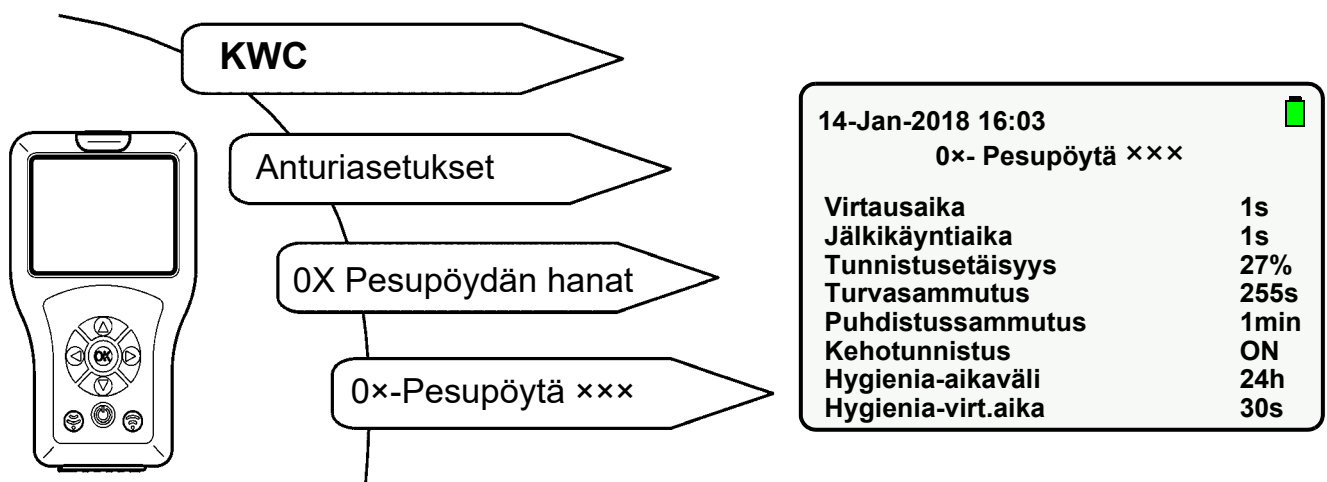 KWC
Anturiasetukset
0X Pesupöydän hanat
0×-Pesupöytä ×××
OK
14-Jan-2018 16:03
0×- Pesupöytä ×××
Virtausaika 1s
Jälkikäyntiaika 1s
Tunnistusetäisyys 27%
Turvasammutus 255s
Puhdistussammutus 1min
Kehotunnistus ON
Hygienia-aikaväli 24h
Hygienia-virt.aika 30s